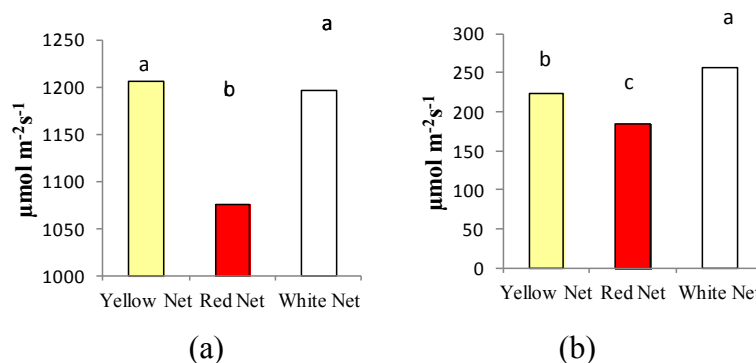 a
1250
a
1200
b
1150
1100
1050
1000
µmol m-2s-1
Yellow Net Red Net White Net
(a)
a
300
b
250
c
200
150
100
50
0
µmol m-2s-1
Yellow Net Red Net White Net
(b)